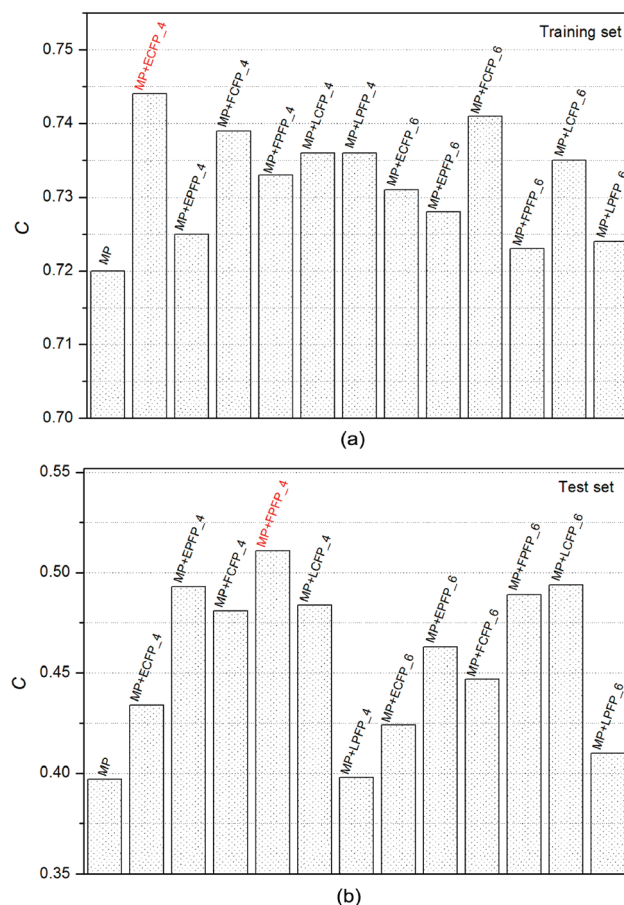 0.75
0.74
0.73
0.72
0.71
0.70
C
Training set
MP
MP+ECFP_4
MP+EPFP_4
MP+FCFP_4
MP+FPFP_4
MP+LCFP_4
MP+LPFP_4
MP+ECFP_6
MP+EPFP_6
MP+FCFP_6
MP+FPFP_6
MP+LCFP_6
MP+LPFP_6
(a)
0.55
0.50
0.45
0.40
0.35
C
Test set
MP
MP+ECFP_4
MP+EPFP_4
MP+FCFP_4
MP+FPFP_4
MP+LCFP_4
MP+LPFP_4
MP+ECFP_6
MP+EPFP_6
MP+FCFP_6
MP+FPFP_6
MP+LCFP_6
MP+LPFP_6
(b)